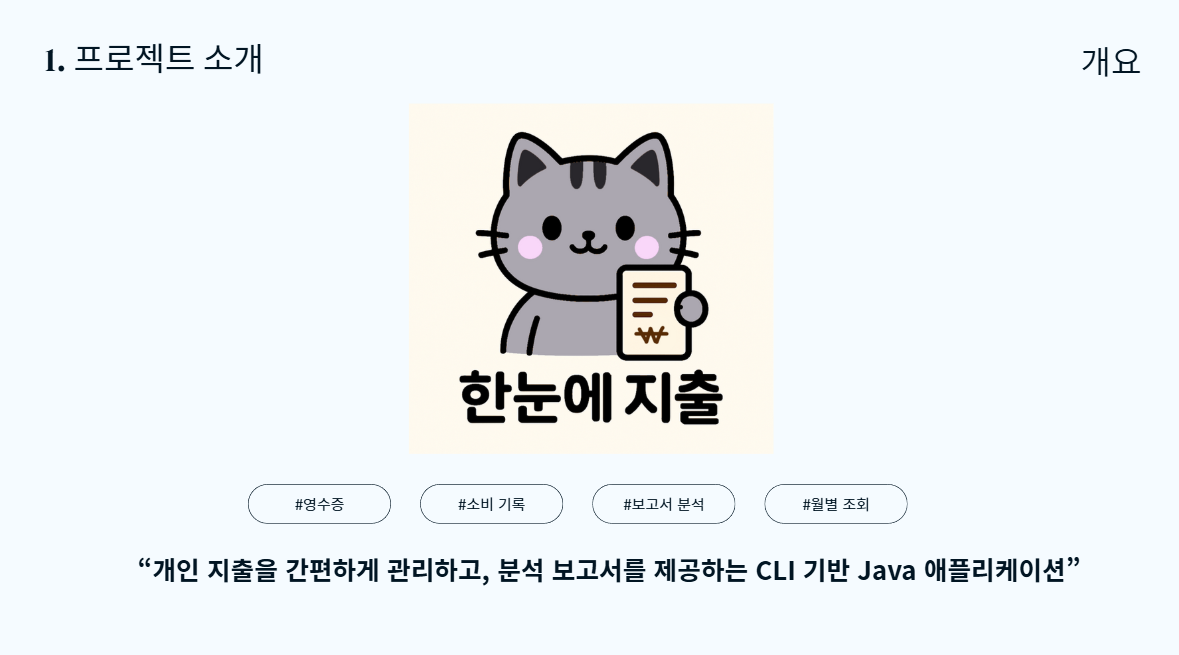 1. 프로젝트 소개
개요
₩
한눈에 지출
#영수증 #소비 기록 #보고서 분석 #월별 조회
“개인 지출을 간편하게 관리하고, 분석 보고서를 제공하는 CLI 기반 Java 애플리케이션”